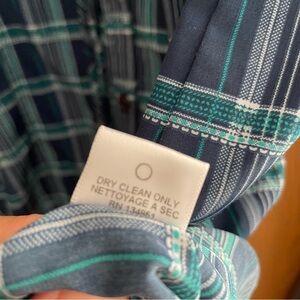 DRY CLEAN ONLY
NETTOYAGE A SEC
RN 134861